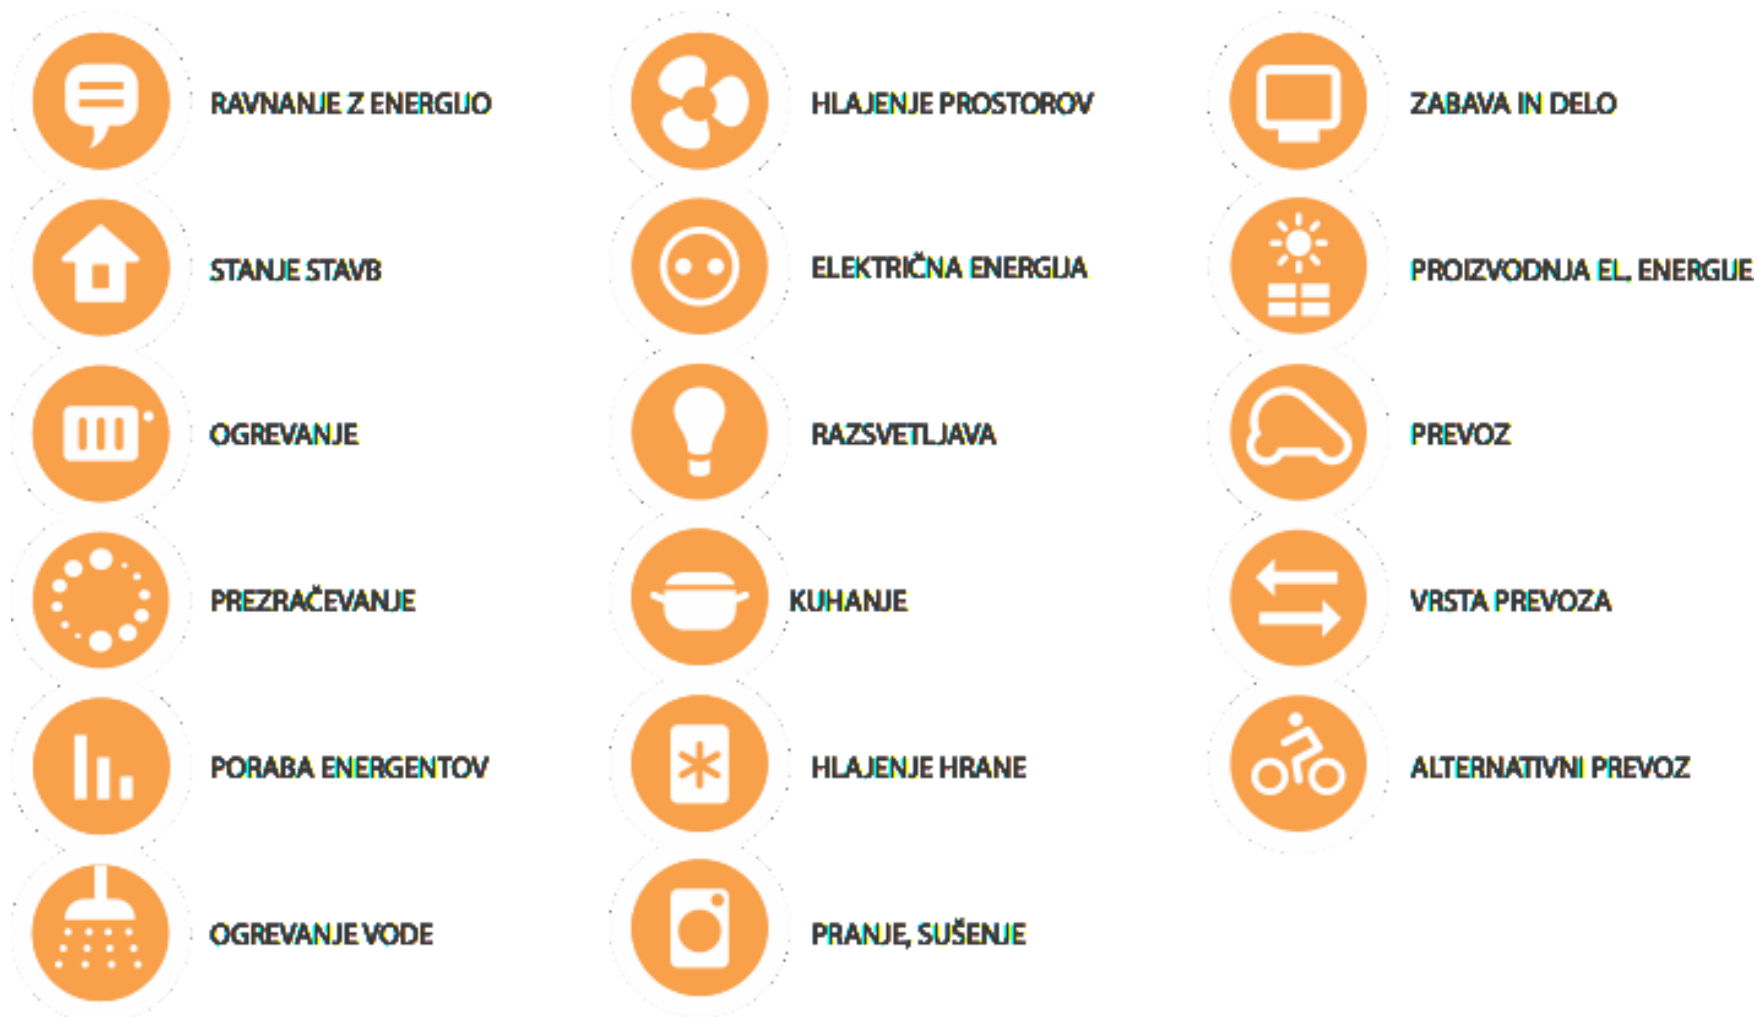 RAVNANJE Z ENERGIJO
STANJE STAVB
OGREVANJE
PREZRAČEVANJE
PORABA ENERGENTOV
OGREVANJE VODE
HLAJENJE PROSTOROV
ELEKTRIČNA ENERGIJA
RAZSVETLJAVA
KUHANJE
HLAJENJE HRANE
PRANJE, SUŠENJE
ZABAVA IN DELO
PROIZVODNJA EL. ENERGIJE
PREVOZ
VRSTA PREVOZA
ALTERNATIVNI PREVOZ